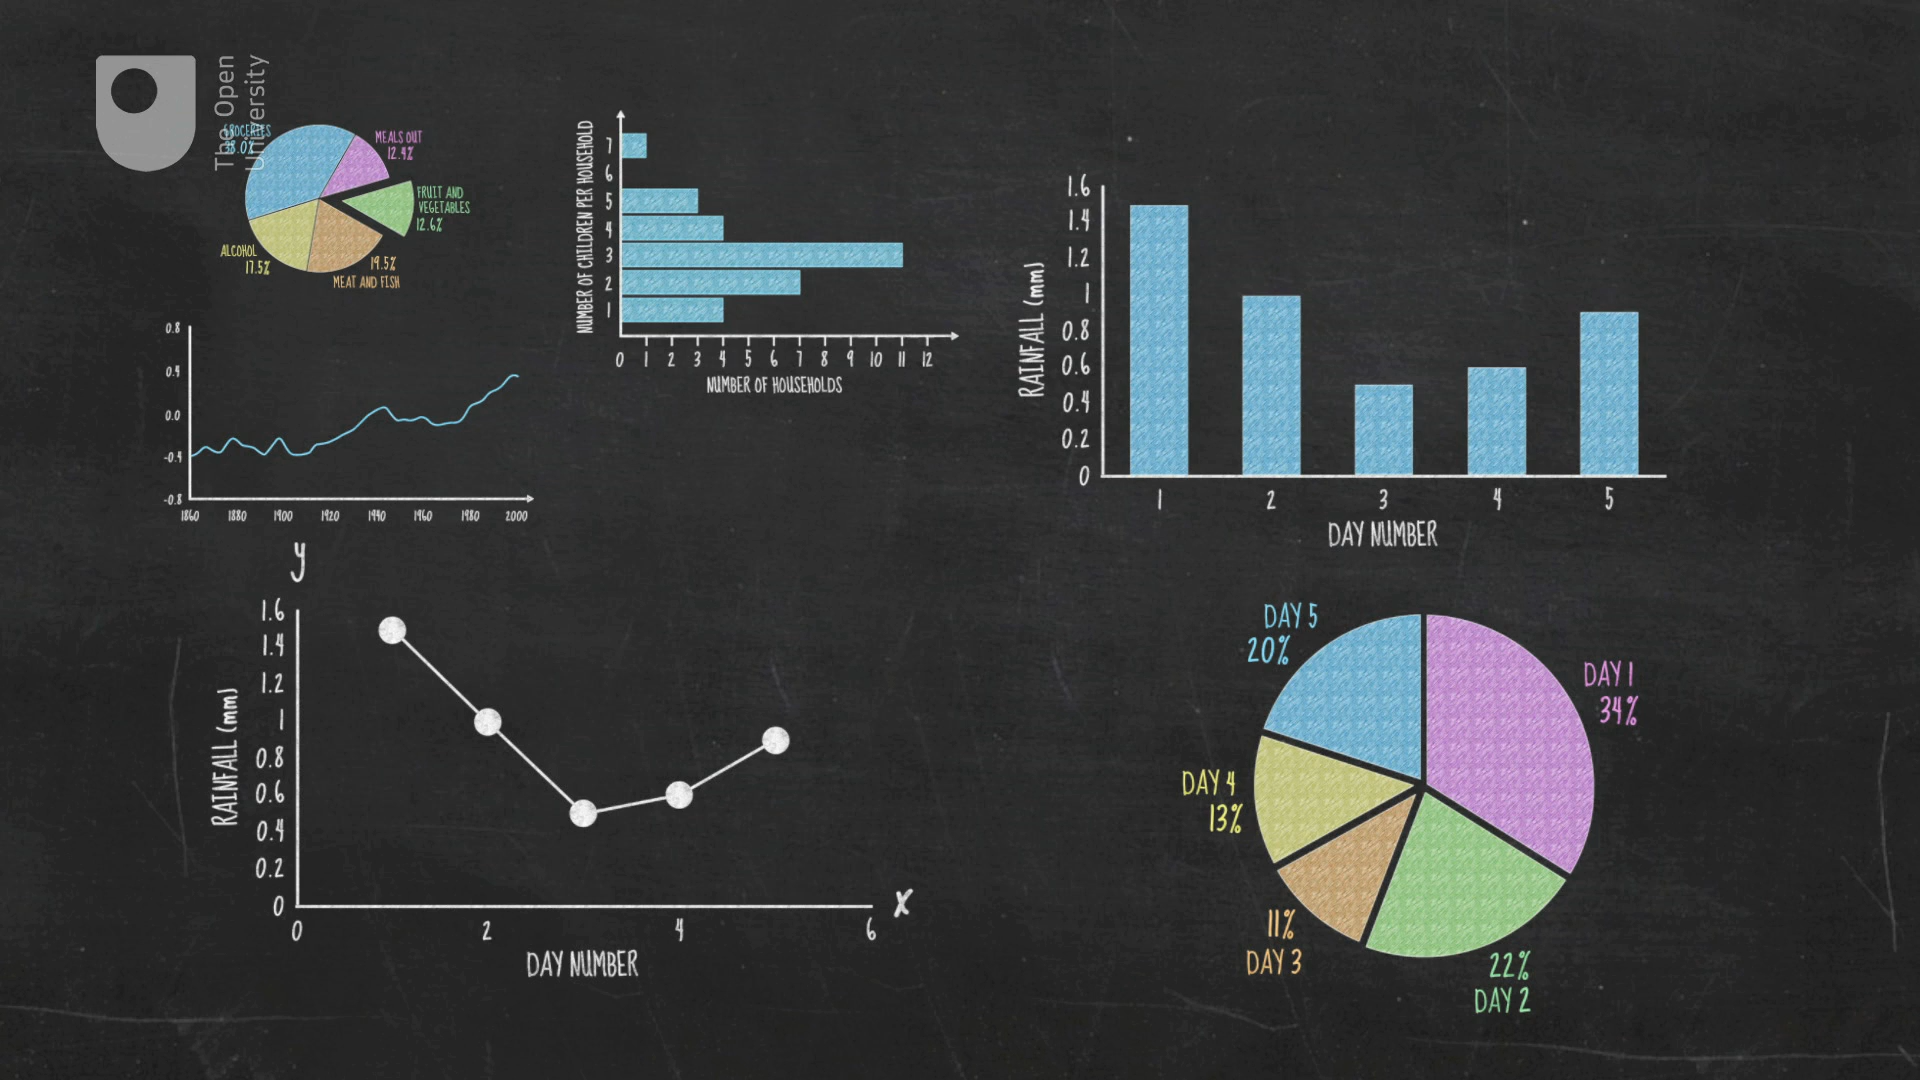 The Open
University
GROCERIES
38.0%
MEALS OUT
12.4%
FRUIT AND
VEGETABLES
12.6%
ALCOHOL
17.5%
19.5%
MEAT AND FISH
NUMBER OF CHILDREN PER HOUSEHOLD
7
6
5
4
3
2
1
0 1 2 3 4 5 6 7 8 9 10 11 12
NUMBER OF HOUSEHOLDS
RAINFALL (mm)
1.6
1.4
1.2
1
0.8
0.6
0.4
0.2
0
1 2 3 4 5
DAY NUMBER
0.8
0.4
0.0
-0.4
-0.8
1860 1880 1900 1920 1940 1960 1980 2000
y
RAINFALL (mm)
1.6
1.4
1.2
1
0.8
0.6
0.4
0.2
0
0 2 4 6
x
DAY NUMBER
DAY 5
20%
DAY 1
34%
DAY 4
13%
11%
DAY 3
22%
DAY 2